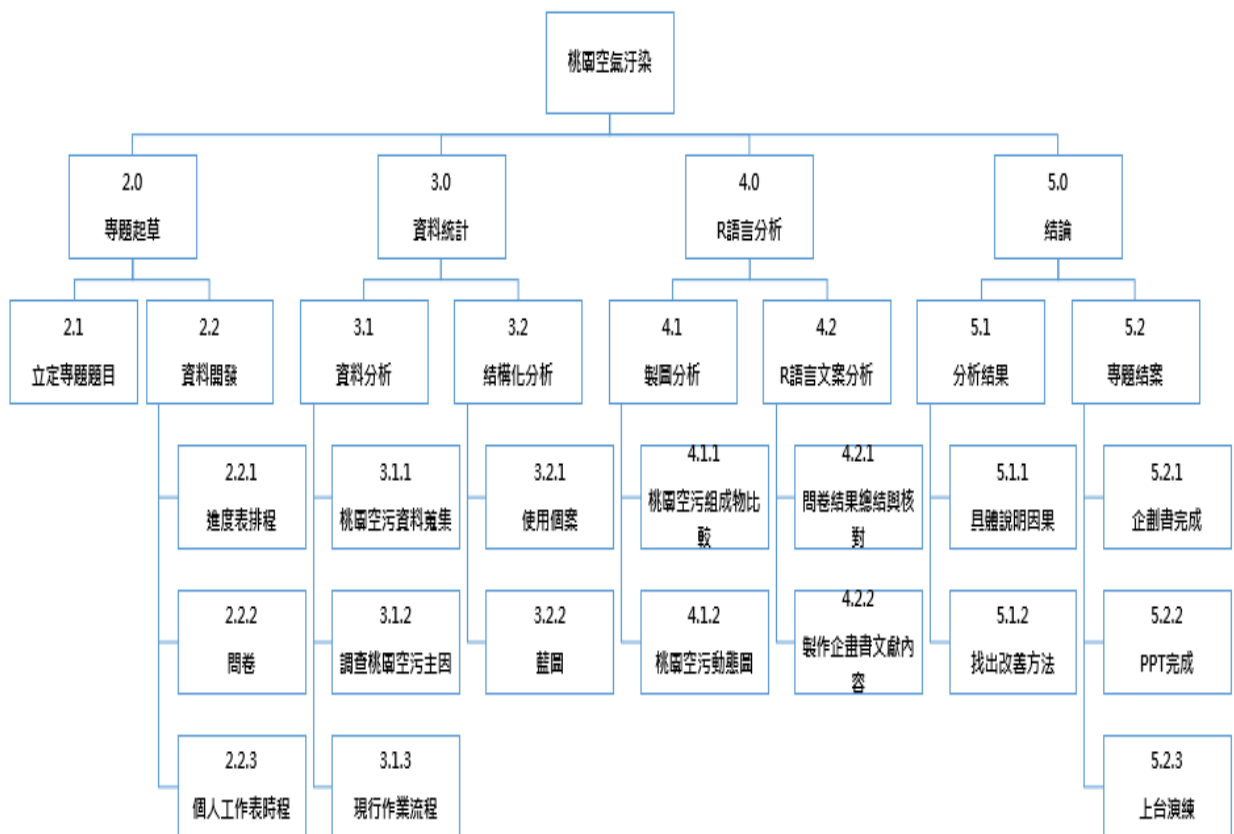 桃園空氣汙染
2.0
專題起草
3.0
資料統計
4.0
R語言分析
5.0
結論
2.1
立定專題題目
2.2
資料開發
3.1
資料分析
3.2
結構化分析
4.1
製圖分析
4.2
R語言文案分析
5.1
分析結果
5.2
專題結案
2.2.1
進度表排程
3.1.1
桃園空污資料蒐集
3.2.1
使用個案
4.1.1
桃園空污組成物比
較
4.2.1
問卷結果總結與核
對
5.1.1
具體說明因果
5.2.1
企劃書完成
2.2.2
問卷
3.1.2
調查桃園空污主因
3.2.2
藍圖
4.1.2
桃園空污動態圖
4.2.2
製作企畫書文獻內
容
5.1.2
找出改善方法
5.2.2
PPT完成
2.2.3
個人工作表時程
3.1.3
現行作業流程
5.2.3
上台演練